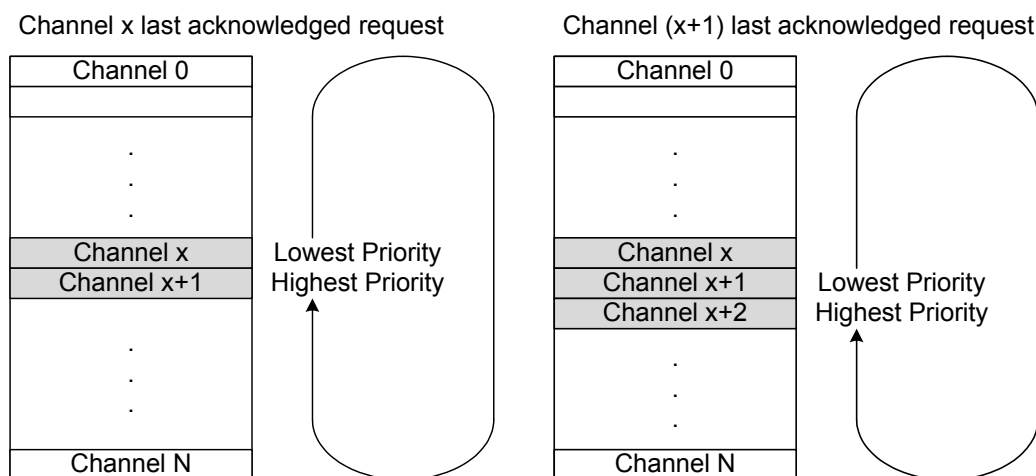 Channel x last acknowledged request
Channel 0
.
.
.
Channel x
Lowest Priority
Channel x+1
Highest Priority
.
.
.
Channel N
Channel (x+1) last acknowledged request
Channel 0
.
.
.
Channel x
Channel x+1
Lowest Priority
Channel x+2
Highest Priority
.
.
.
Channel N